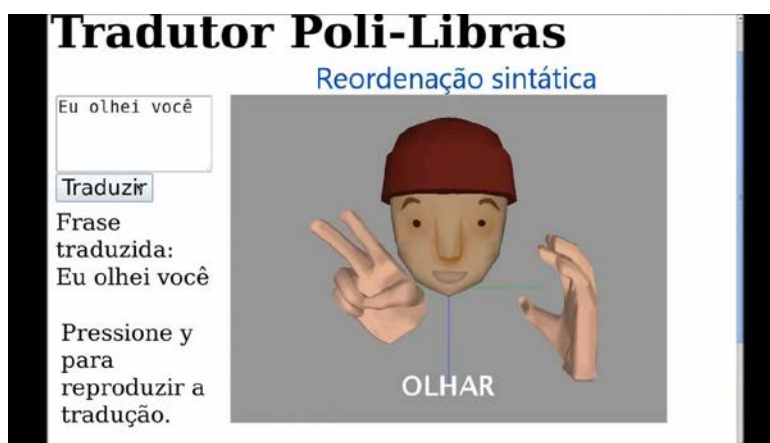 Tradutor Poli-Libras
Reordenação sintática
Eu olhei você
Traduzir
Frase
traduzida:
Eu olhei você
Pressione y
para
reproduzir a
tradução.
OLHAR